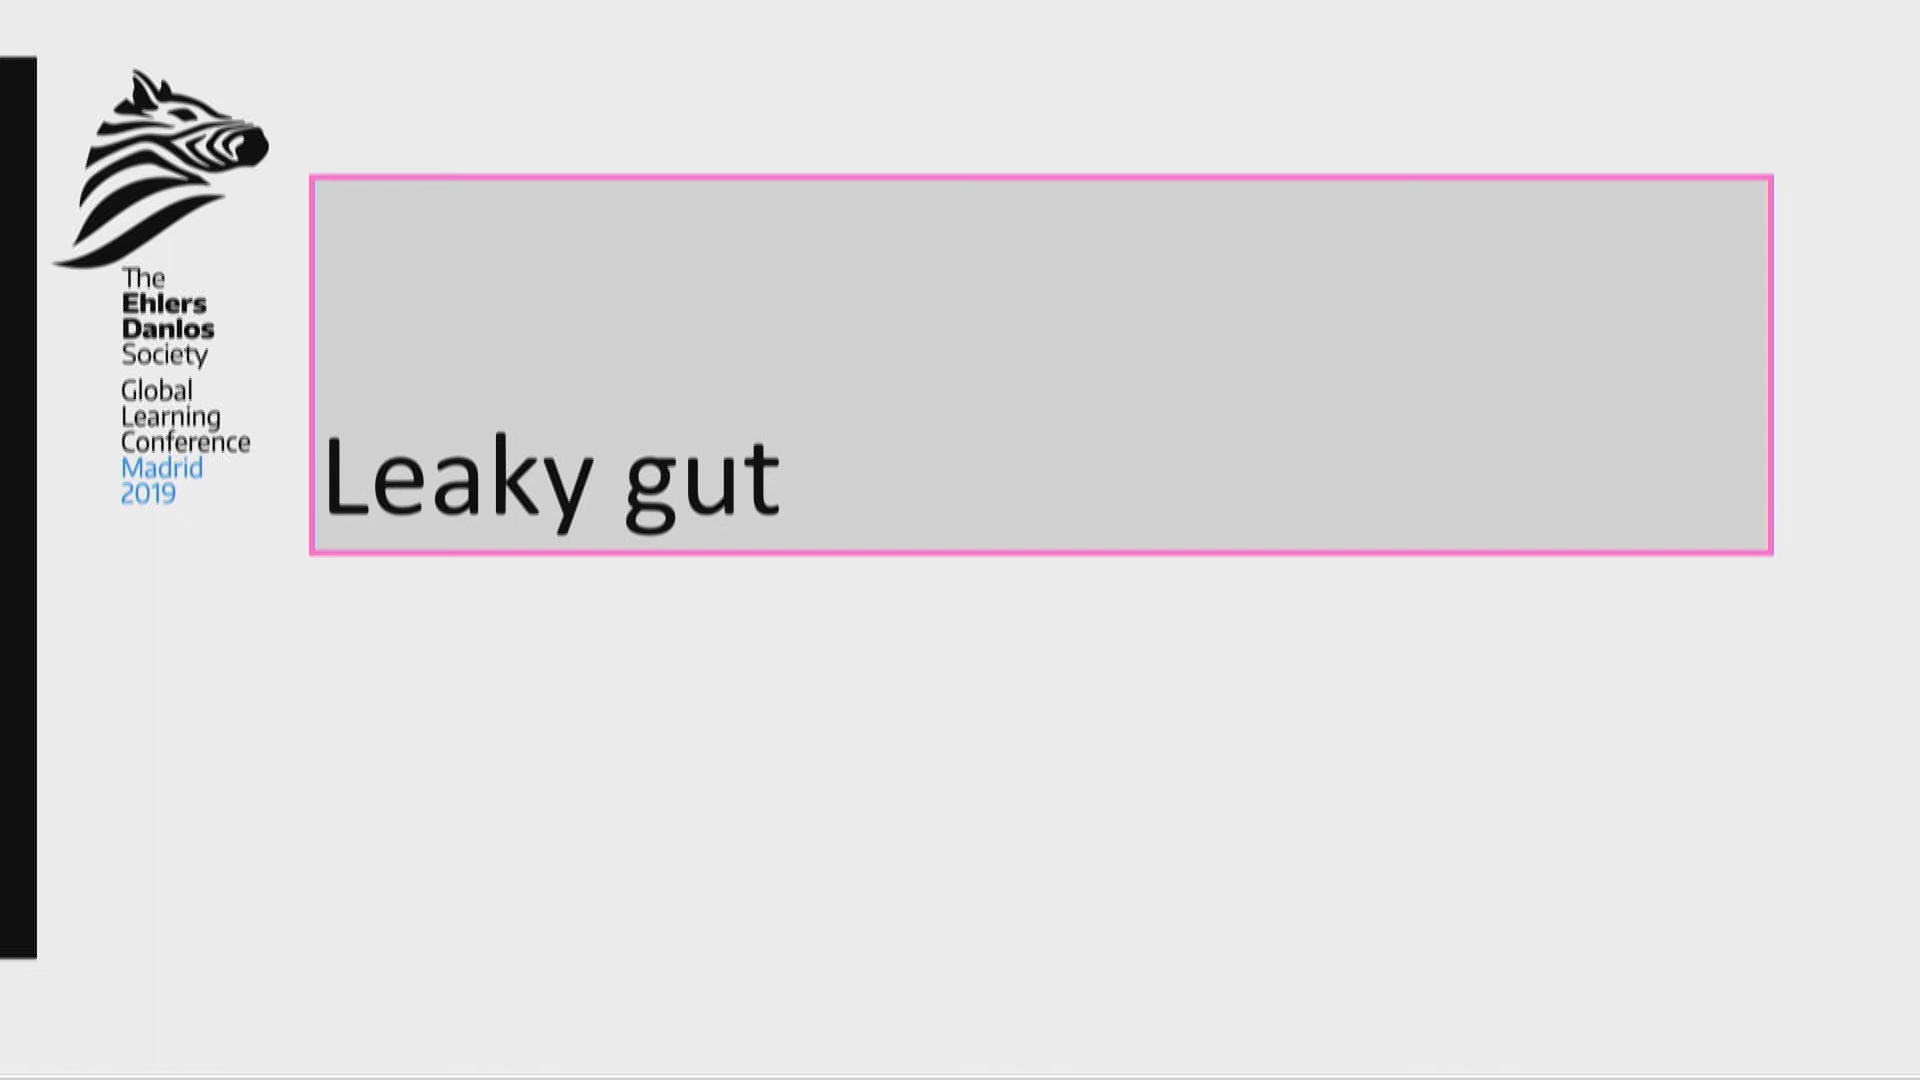 The
Ehlers
Danlos
Society
Global
Learning
Conference
Madrid
2019
Leaky gut